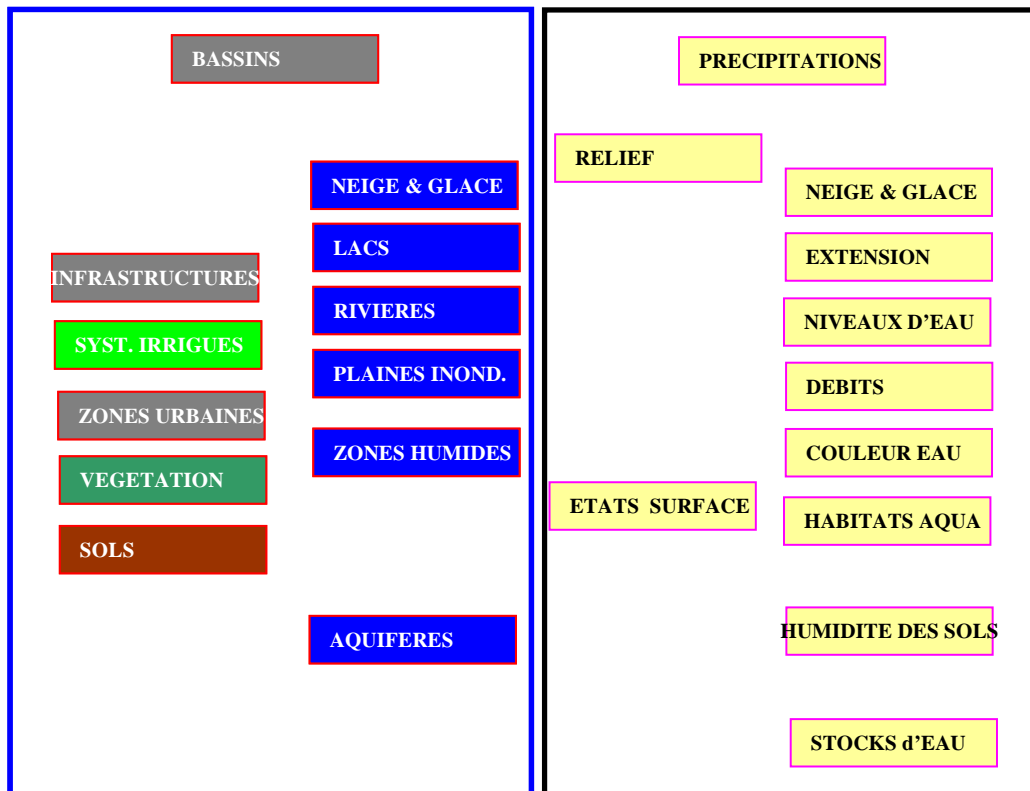 BASSINS
INFRASTRUCTURES
SYST. IRRIGUES
ZONES URBAINES
VEGETATION
SOLS
NEIGE & GLACE
LACS
RIVIERES
PLAINES INOND.
ZONES HUMIDES
AQUIFERES
PRECIPITATIONS
RELIEF
ETATS SURFACE
NEIGE & GLACE
EXTENSION
NIVEAUX D’EAU
DEBITS
COULEUR EAU
HABITATS AQUA
HUMIDITE DES SOLS
STOCKS d’EAU